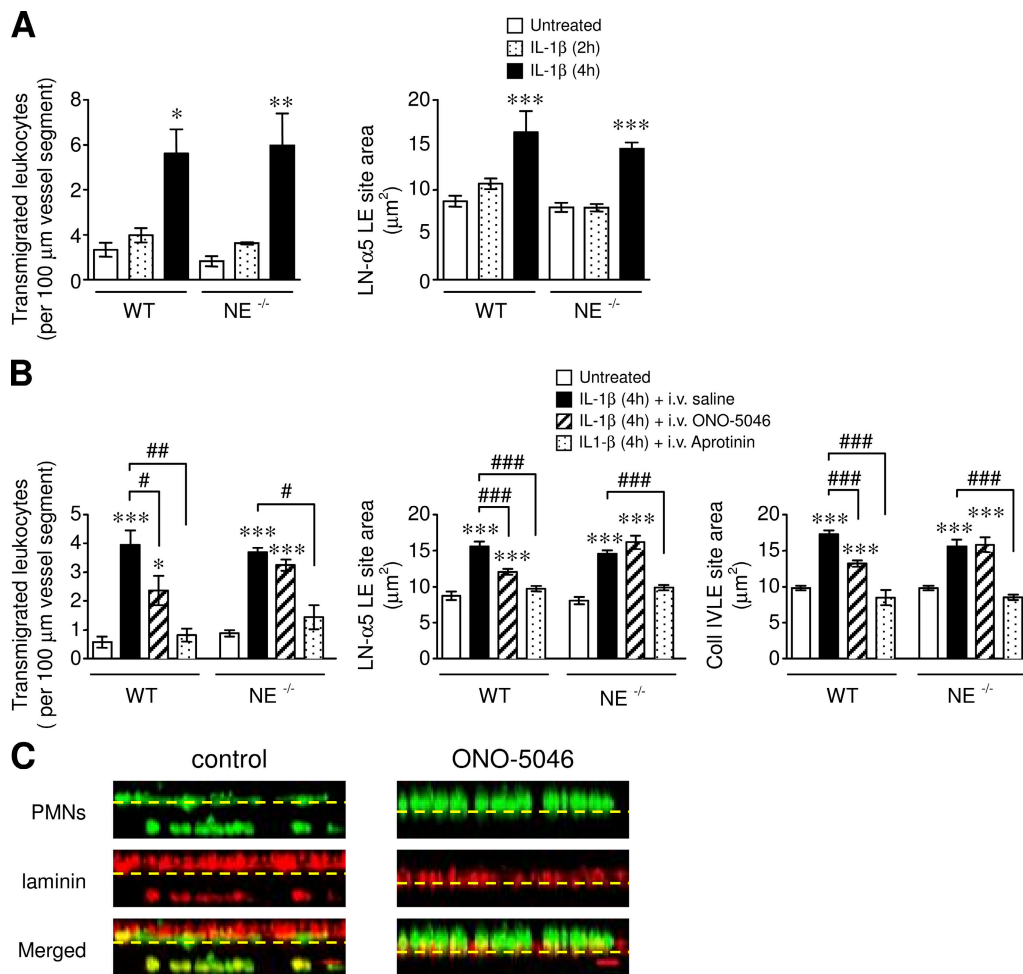 A
Untreated
IL-1β (2h)
IL-1β (4h)
Transmigrated leukocytes
(per 100 μm vessel segment)
8
6
2
4
0
*
**
WT
NE -/-
LN-α5 LE site area
(μm²)
20
15
10
5
0
***
***
WT
NE -/-
B
Untreated
IL-1β (4h) + i.v. saline
IL-1β (4h) + i.v. ONO-5046
IL1-β (4h) + i.v. Aprotinin
Transmigrated leukocytes
( per 100 μm vessel segment)
5
4
3
2
1
0
##
#
#
***
*
***
***
WT
NE -/-
LN-α5 LE site area
(μm²)
20
15
10
5
0
###
###
###
***
***
***
***
WT
NE -/-
Coll IVLE site area
(μm²)
20
15
10
5
0
###
###
###
***
***
***
***
WT
NE -/-
C
control
ONO-5046
PMNs
laminin
Merged